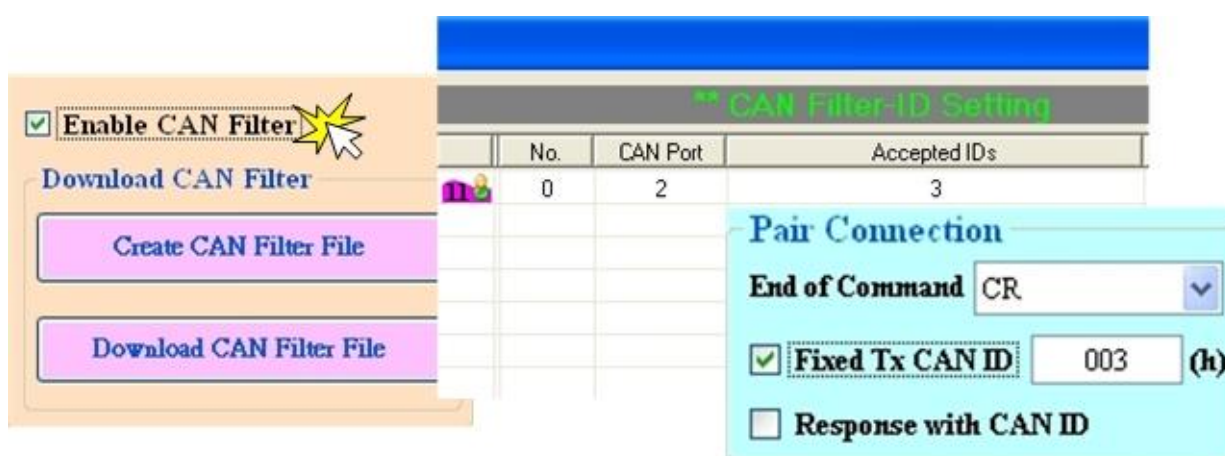 Enable CAN Filter
Download CAN Filter
Create CAN Filter File
Download CAN Filter File
** CAN Filter-ID Setting
No. CAN Port Accepted IDs
11 0 2 3
Pair Connection
End of Command CR
Fixed Tx CAN ID 003 (h)
Response with CAN ID